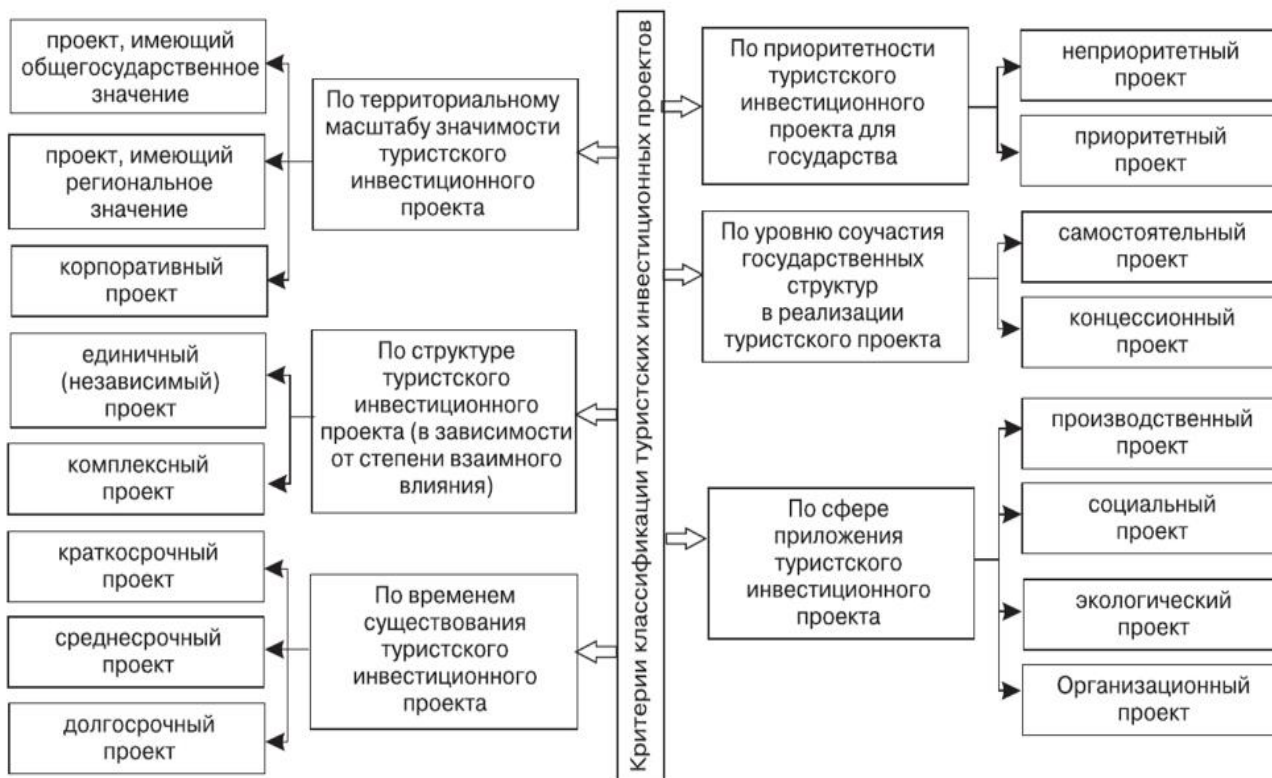 проект, имеющий
общегосударственное
значение
проект, имеющий
региональное
значение
корпоративный
проект
По территориальному
масштабу значимости
туристского
инвестиционного
проекта
единичный
(независимый)
проект
комплексный
проект
По структуре
туристского
инвестиционного
проекта (в зависимости
от степени взаимного
влияния)
краткосрочный
проект
среднесрочный
проект
долгосрочный
проект
По временем
существования
туристского
инвестиционного
проекта
Критерии классификации туристских инвестиционных проектов
По приоритетности
туристского
инвестиционного
проекта для
государства
неприоритетный
проект
приоритетный
проект
По уровню соучастия
государственных
структур
в реализации
туристского проекта
самостоятельный
проект
концессионный
проект
По сфере
приложения
туристского
инвестиционного
проекта
производственный
проект
социальный
проект
экологический
проект
Организационный
проект